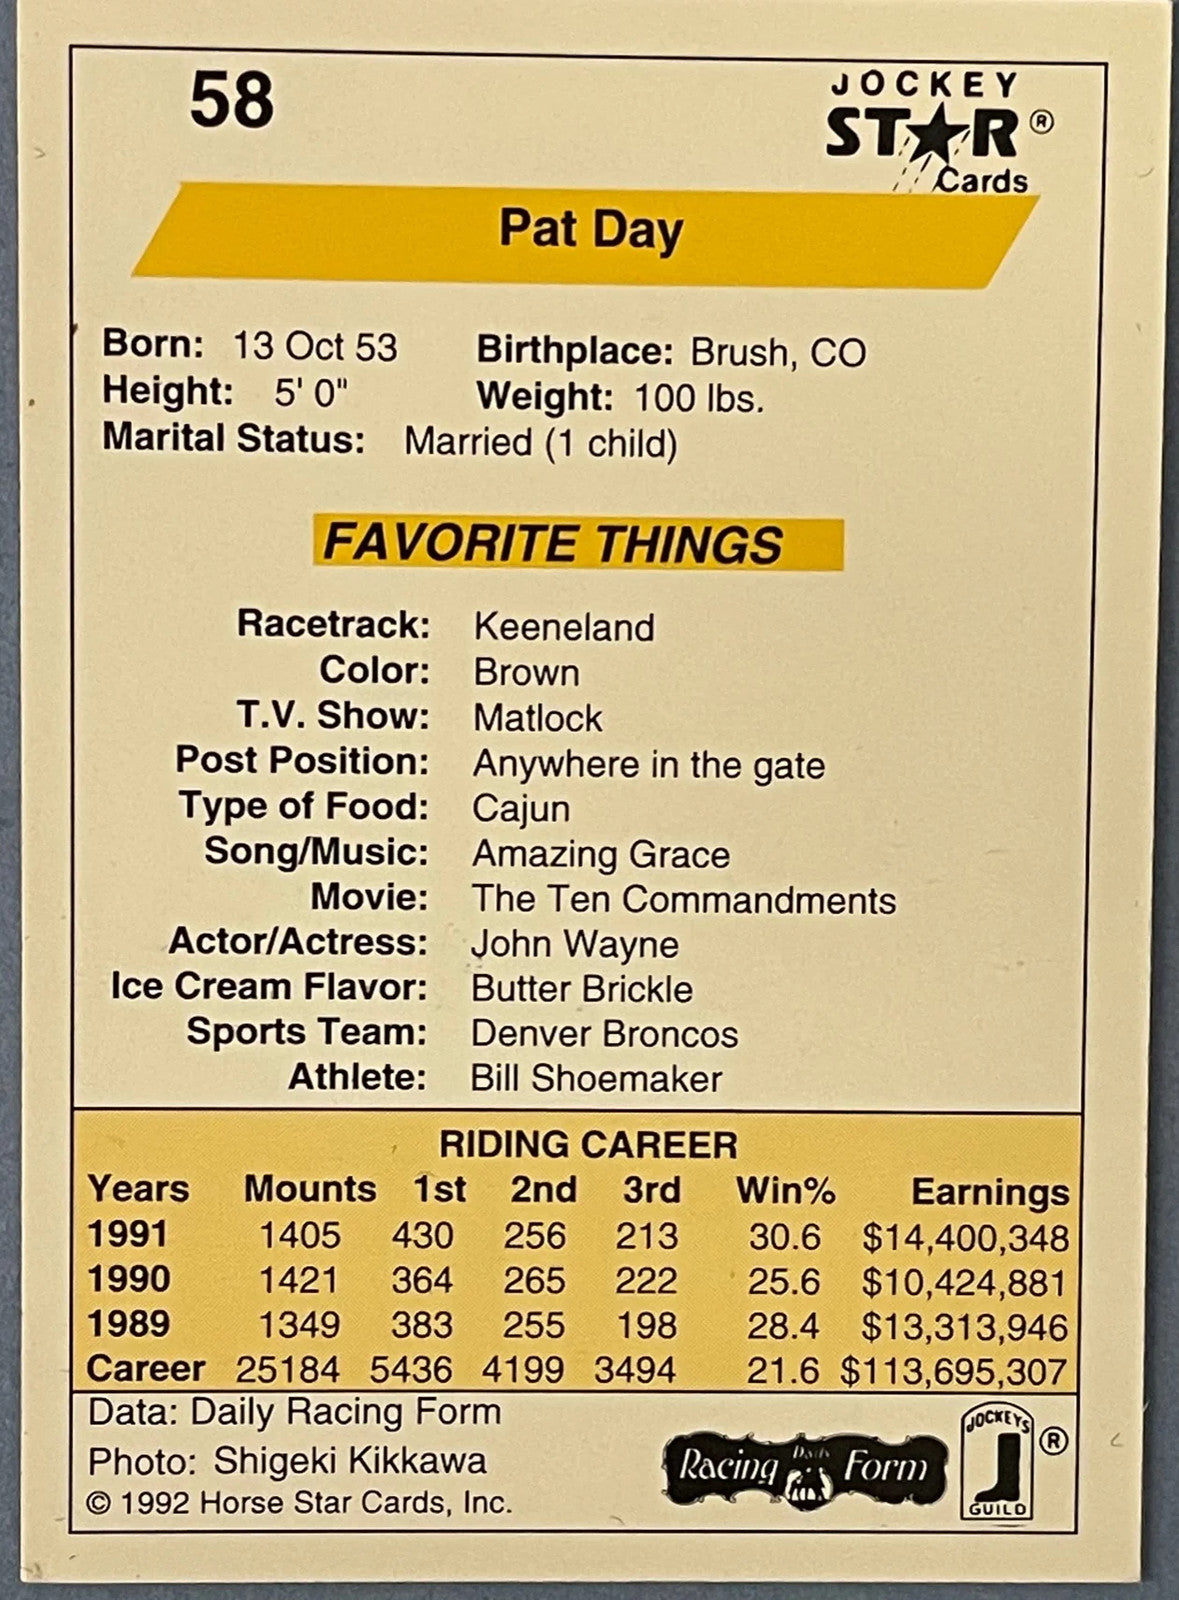 58
JOCKEY
STAR ®
Cards
Pat Day
Born: 13 Oct 53 Birthplace: Brush, CO
Height: 5' 0" Weight: 100 lbs.
Marital Status: Married (1 child)
FAVORITE THINGS
Racetrack: Keeneland
Color: Brown
T.V. Show: Matlock
Post Position: Anywhere in the gate
Type of Food: Cajun
Song/Music: Amazing Grace
Movie: The Ten Commandments
Actor/Actress: John Wayne
Ice Cream Flavor: Butter Brickle
Sports Team: Denver Broncos
Athlete: Bill Shoemaker
RIDING CAREER
Years Mounts 1st 2nd 3rd Win% Earnings
1991 1405 430 256 213 30.6 $14,400,348
1990 1421 364 265 222 25.6 $10,424,881
1989 1349 383 255 198 28.4 $13,313,946
Career 25184 5436 4199 3494 21.6 $113,695,307
Data: Daily Racing Form
Photo: Shigeki Kikkawa
© 1992 Horse Star Cards, Inc.
Daily
Racing Form
JOCKEYS
GUILD
®